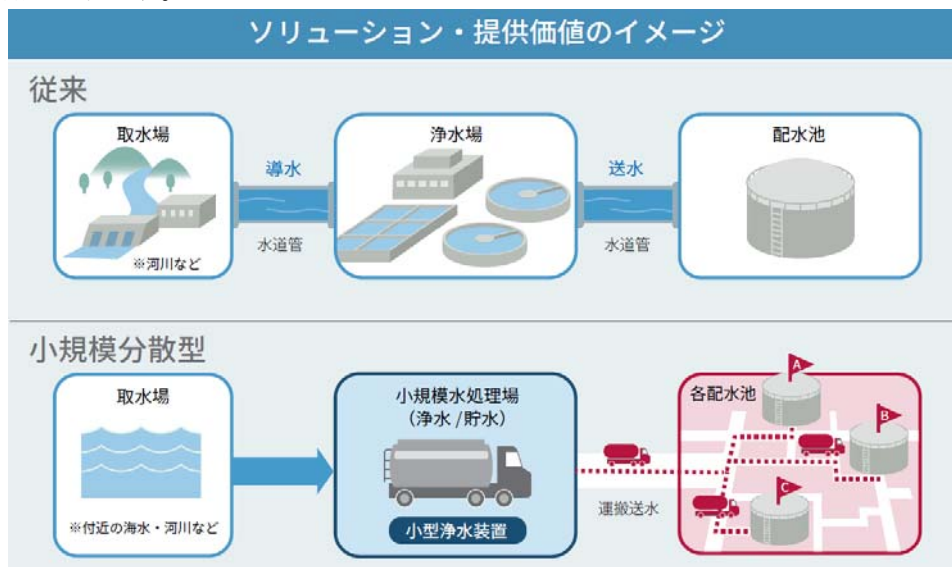 ソリューション・提供価値のイメージ
従来
取水場
※河川など
導水
水道管
浄水場
送水
水道管
配水池
小規模分散型
取水場
※付近の海水・河川など
小規模水処理場
(浄水/貯水)
小型浄水装置
運搬送水
各配水池
A
B
C